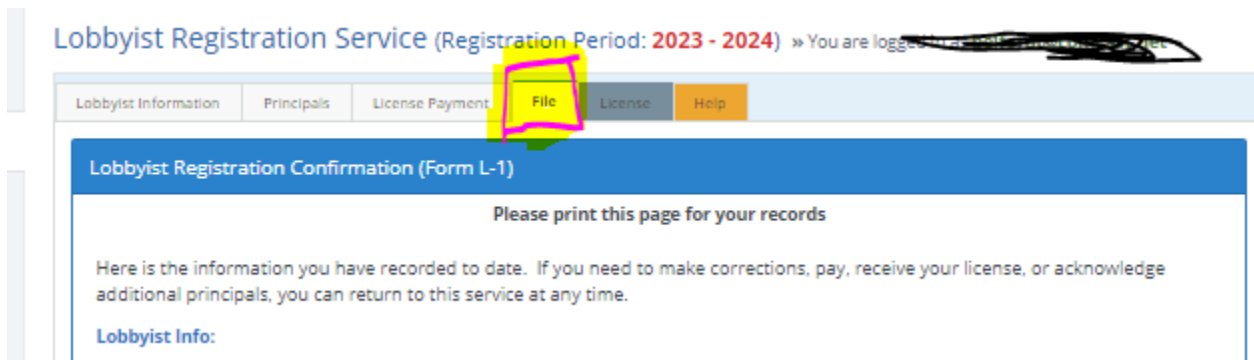 Lobbyist Registration Service (Registration Period: 2023 - 2024) » You are logged
Lobbyist Information Principals License Payment File License Help
Lobbyist Registration Confirmation (Form L-1)
Please print this page for your records
Here is the information you have recorded to date. If you need to make corrections, pay, receive your license, or acknowledge
additional principals, you can return to this service at any time.
Lobbyist Info: